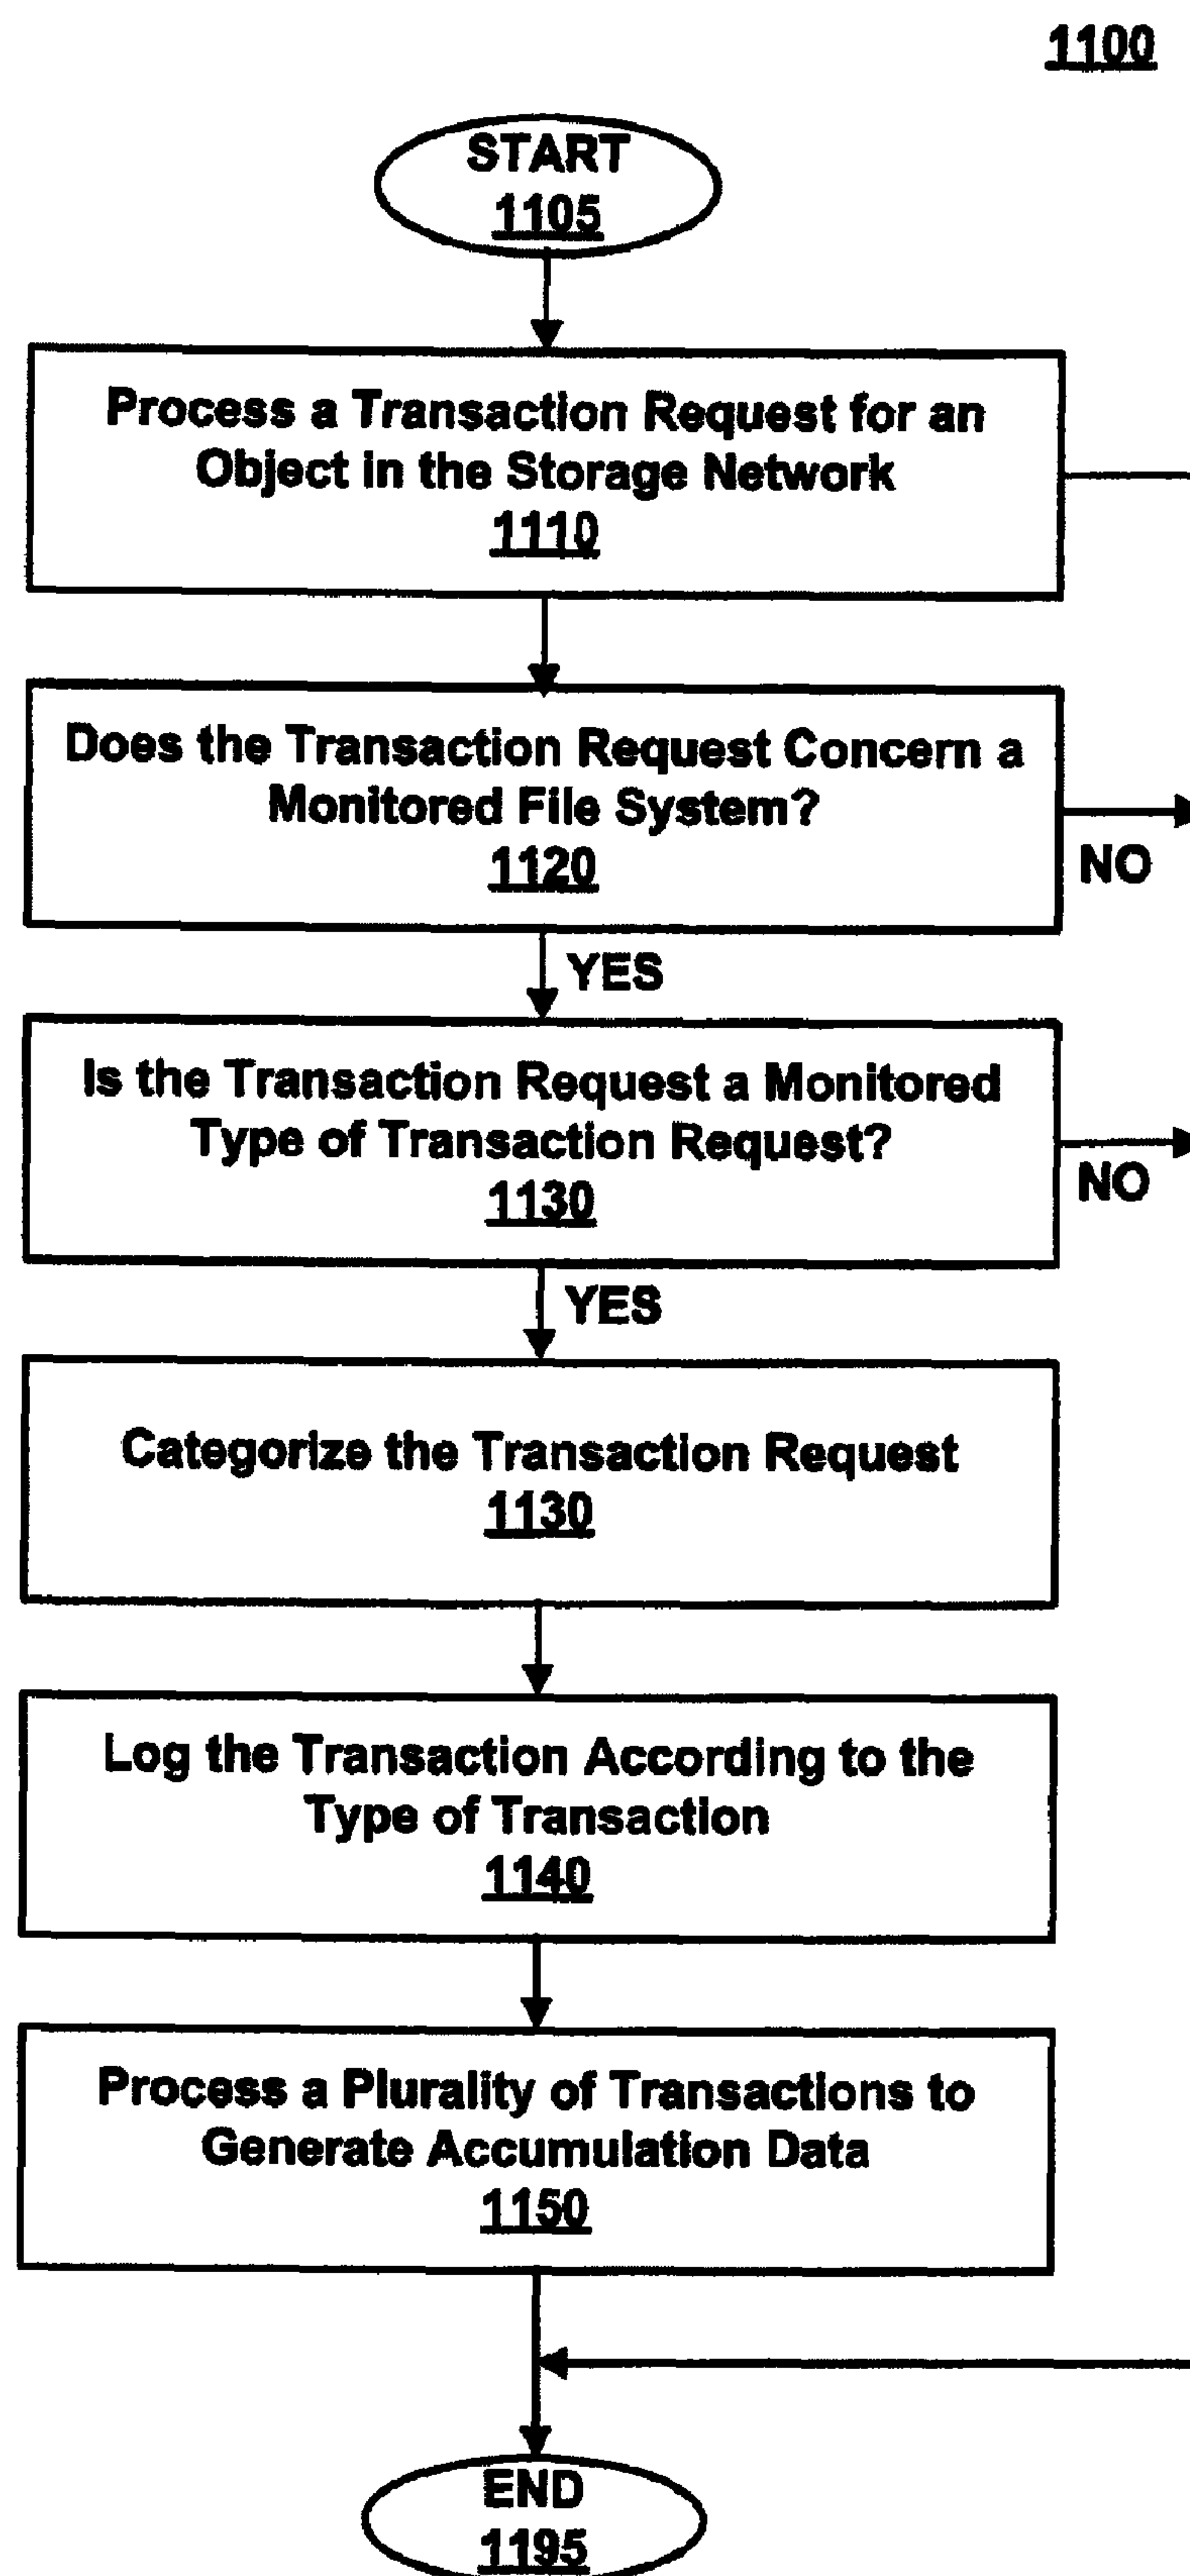 1100
START
1105
Process a Transaction Request for an
Object in the Storage Network
1110
Does the Transaction Request Concern a
Monitored File System?
1120
NO
YES
Is the Transaction Request a Monitored
Type of Transaction Request?
1130
NO
YES
Categorize the Transaction Request
1130
Log the Transaction According to the
Type of Transaction
1140
Process a Plurality of Transactions to
Generate Accumulation Data
1150
END
1195